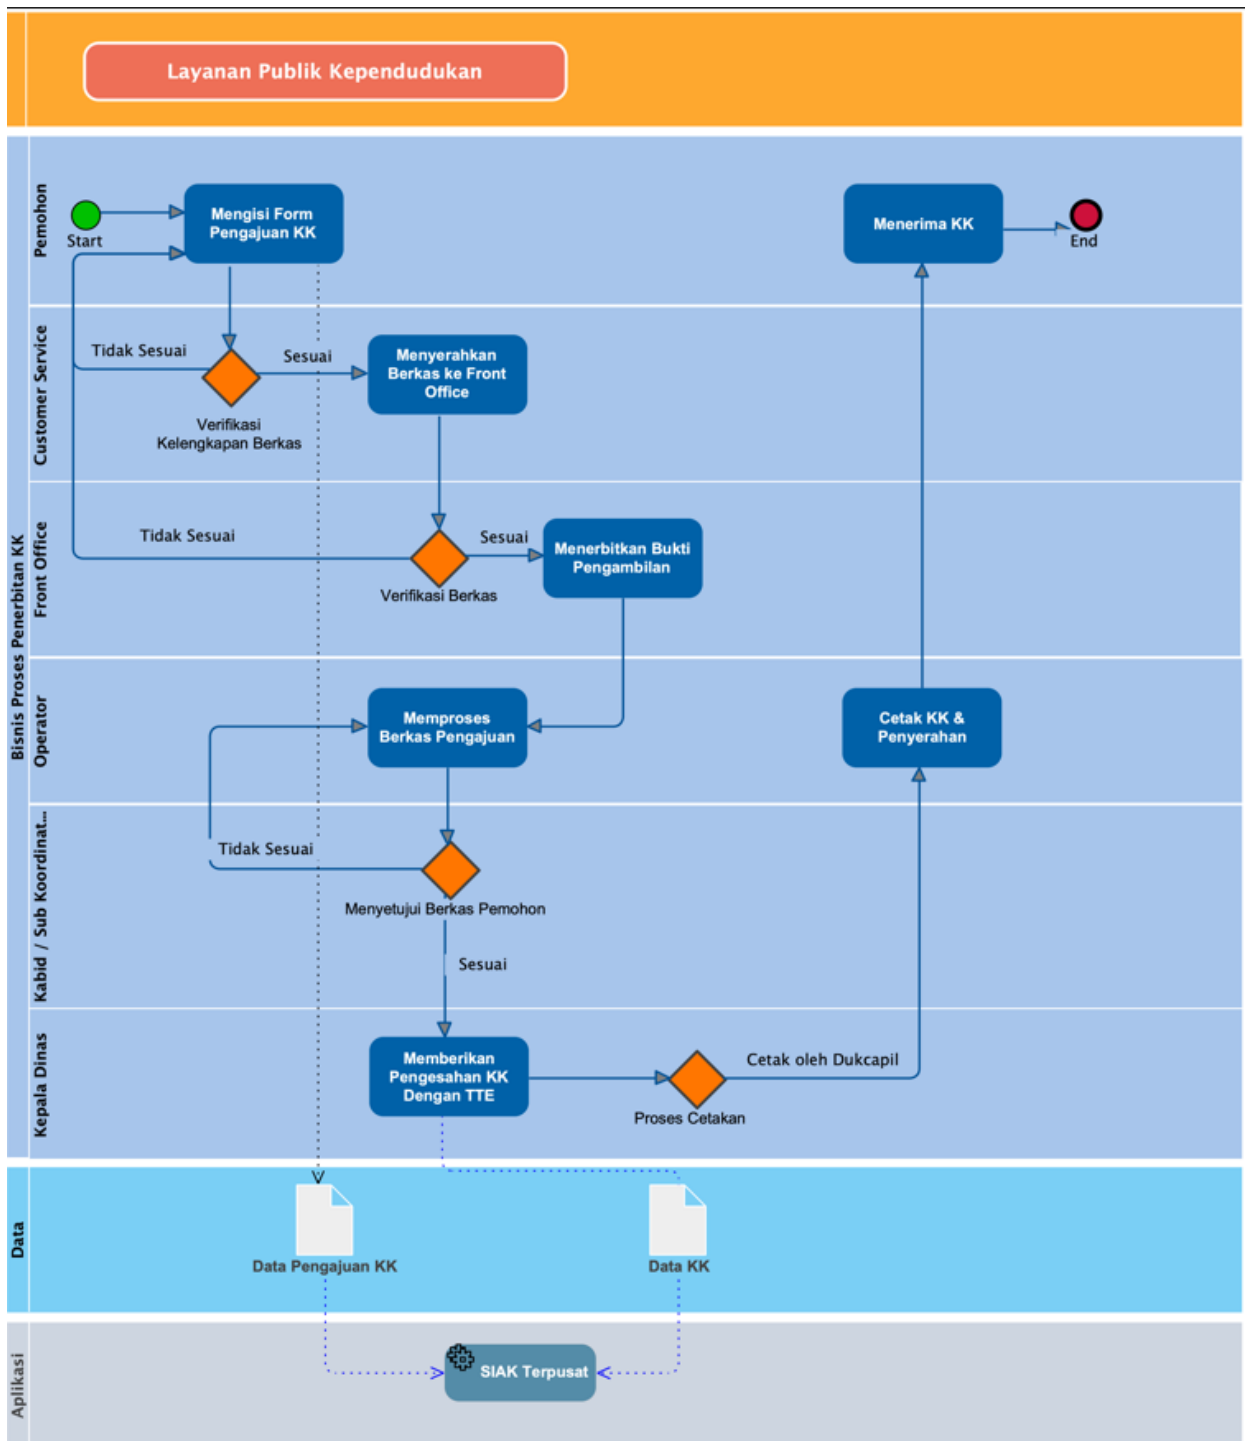 Layanan Publik Kependudukan
Bisnis Proses Penerbitan KK
Pemohon
Start
Mengisi Form
Pengajuan KK
Menerima KK
End
Customer Service
Tidak Sesuai
Sesuai
Verifikasi
Kelengkapan Berkas
Menyerahkan
Berkas ke Front
Office
Front Office
Tidak Sesuai
Sesuai
Verifikasi Berkas
Menerbitkan Bukti
Pengambilan
Operator
Memproses
Berkas Pengajuan
Cetak KK &
Penyerahan
Kabid / Sub Koordinat...
Tidak Sesuai
Menyetujui Berkas Pemohon
Sesuai
Kepala Dinas
Memberikan
Pengesahan KK
Dengan TTE
Proses Cetakan
Cetak oleh Dukcapil
Data
Data Pengajuan KK
Data KK
Aplikasi
SIAK Terpusat